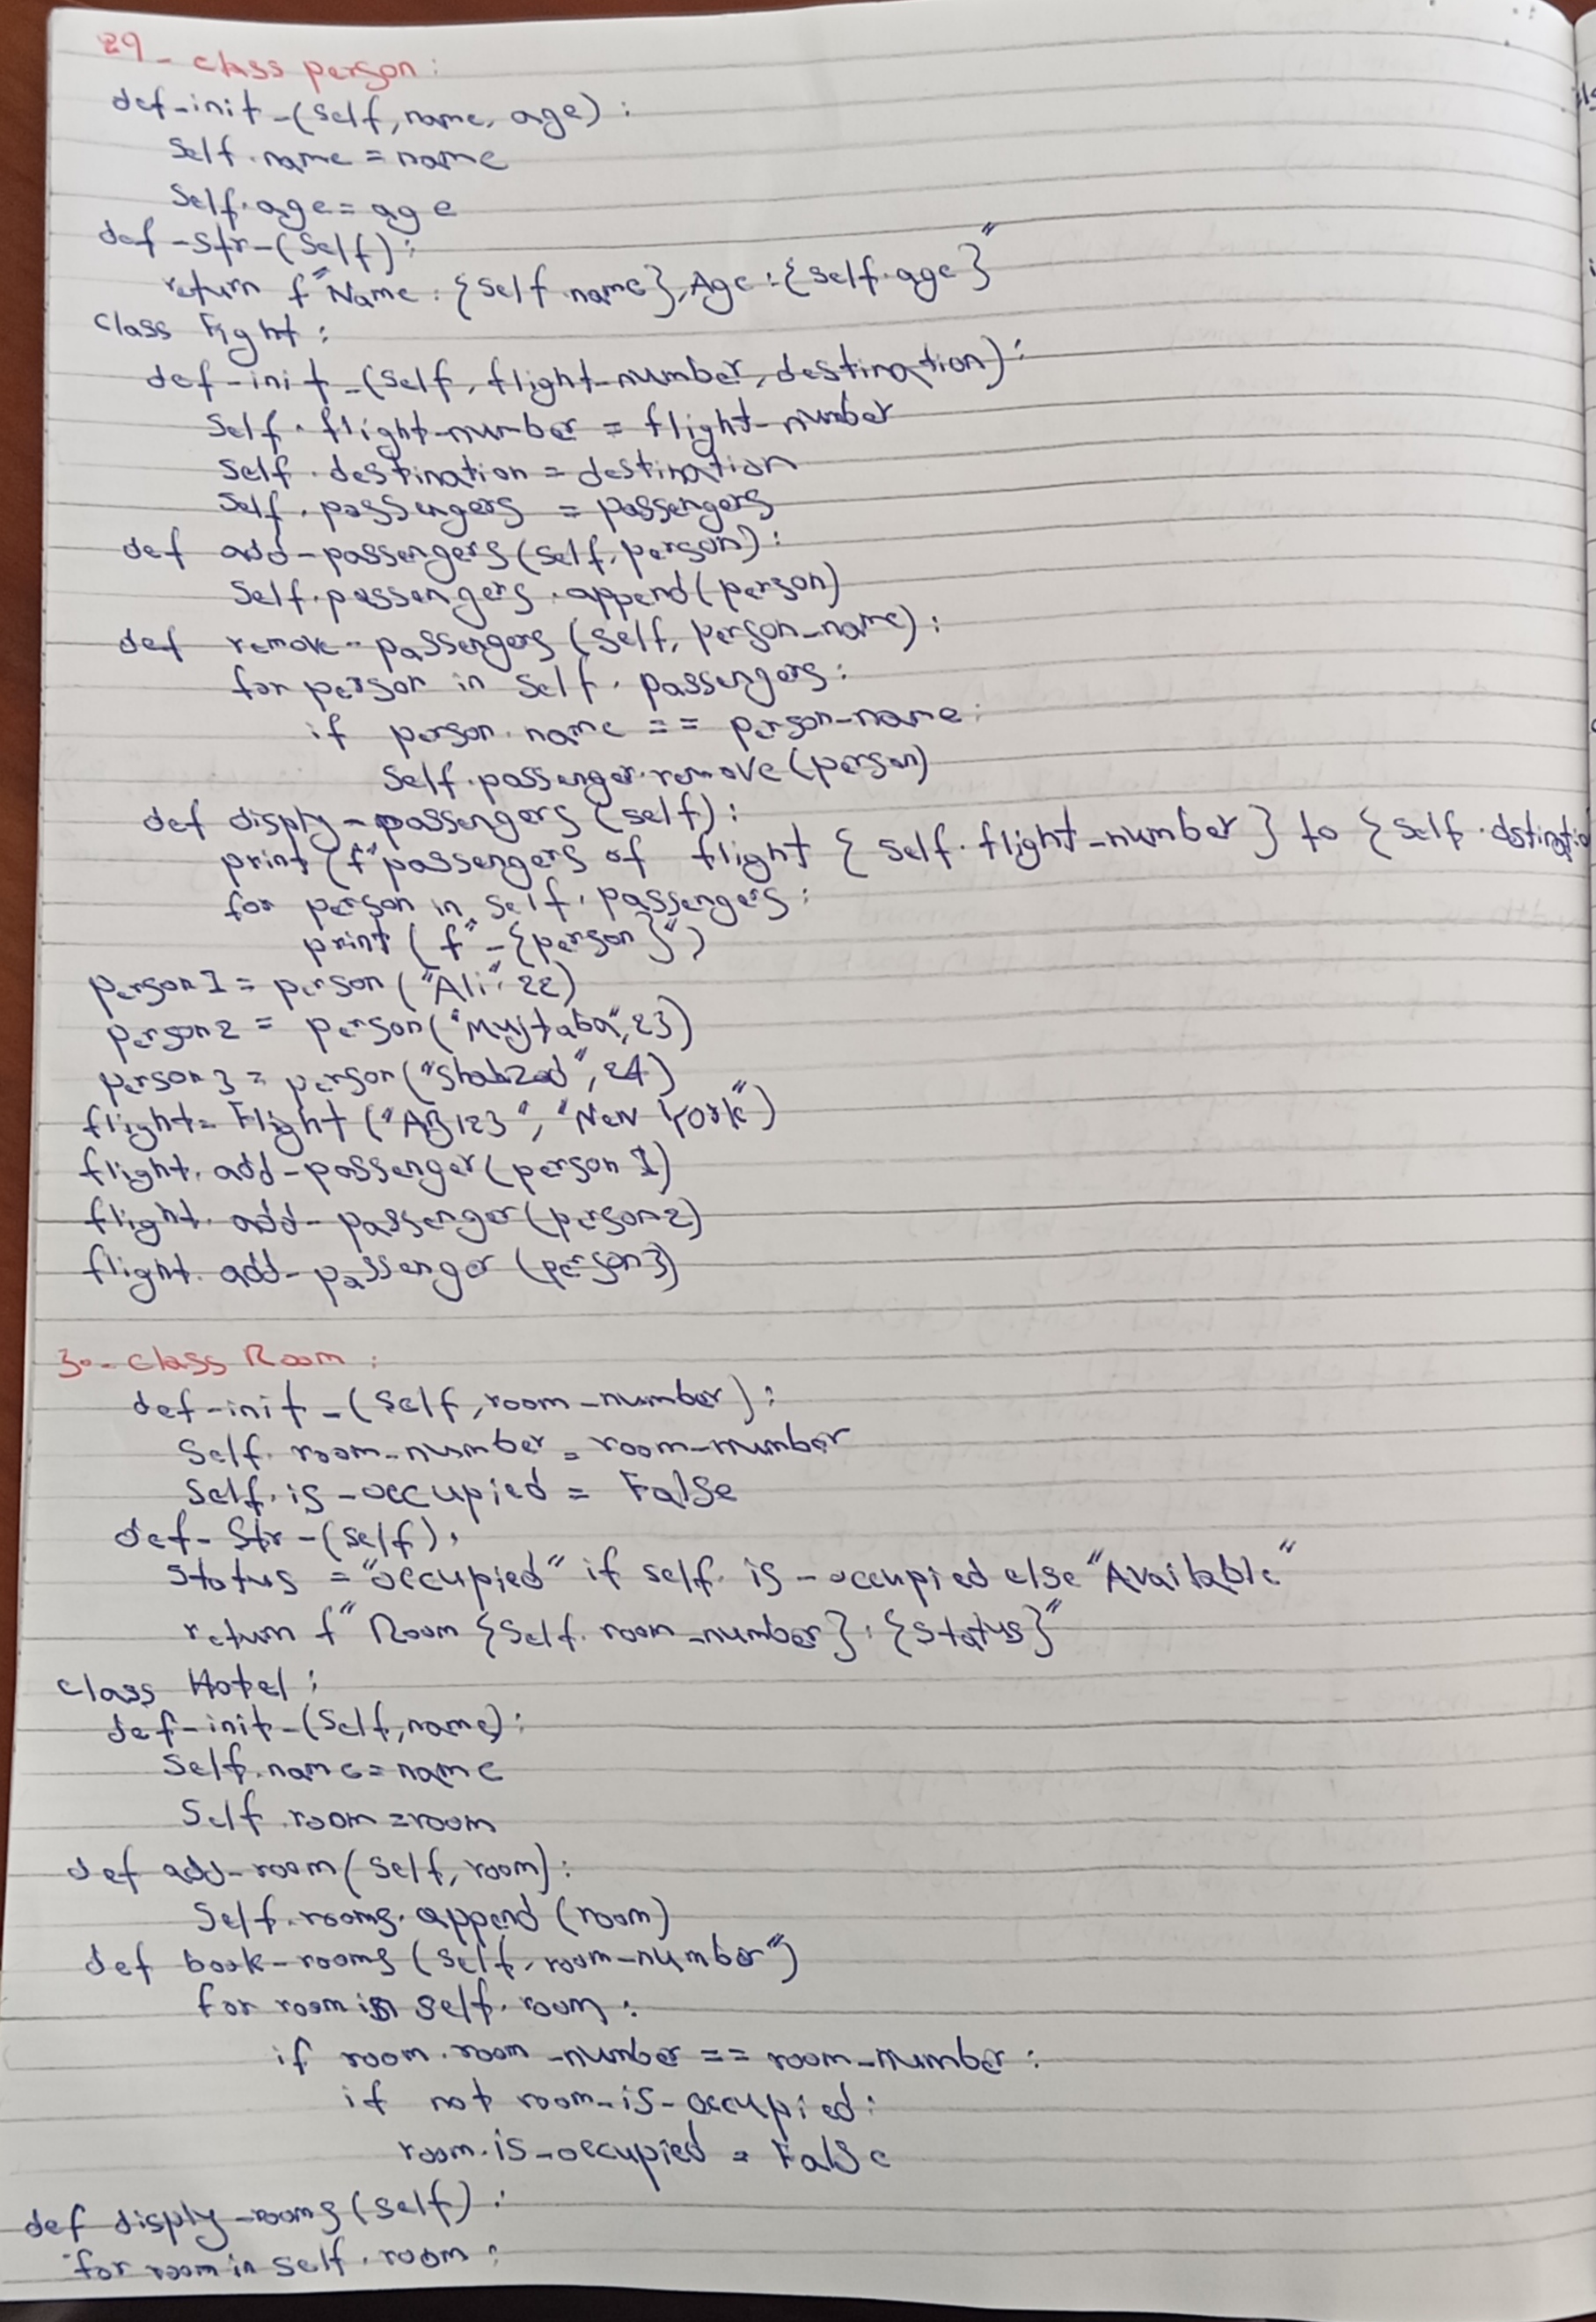 29- class person:
def-init-(self, name, age):
self.name = name
self.age = age
def-str-(self):
return f"Name: {self.name}, Age: {self.age}"
class Flight:
def-init-(self, flight-number, destination):
self.flight-number = flight-number
self.destination = destination
self.passengers = passengers
def add-passengers(self, person):
self.passengers.append(person)
def remove-passengers(self, person-name):
for person in self.passengers:
if person.name == person-name:
self.passenger.remove(person)
def disply-passengers(self):
print(f"passengers of flight {self.flight-number} to {self.dstinatio
for person in self.passengers:
print(f"-{person}")
person1 = person("Ali", 22)
person2 = person("Mujtaba", 23)
person3 = person("Shahzad", 24)
flight = Flight("AB123", "New York")
flight.add-passenger(person1)
flight.add-passenger(person2)
flight.add-passenger(person3)
30- class Room:
def-init-(self, room-number):
self.room-number = room-number
self.is-occupied = False
def-str-(self).
status = "occupied" if self.is-occupied else "Available"
return f"Room {self.room-number}: {status}"
class Hotel:
def-init-(self, name):
self.name = name
self.room = room
def add-room(self, room):
self.rooms.append(room)
def book-rooms(self, room-number")
for room in self.room:
if room.room-number == room-number:
if not room-is-occupied:
room.is-occupied = False
def disply-rooms(self):
for room in self.room: